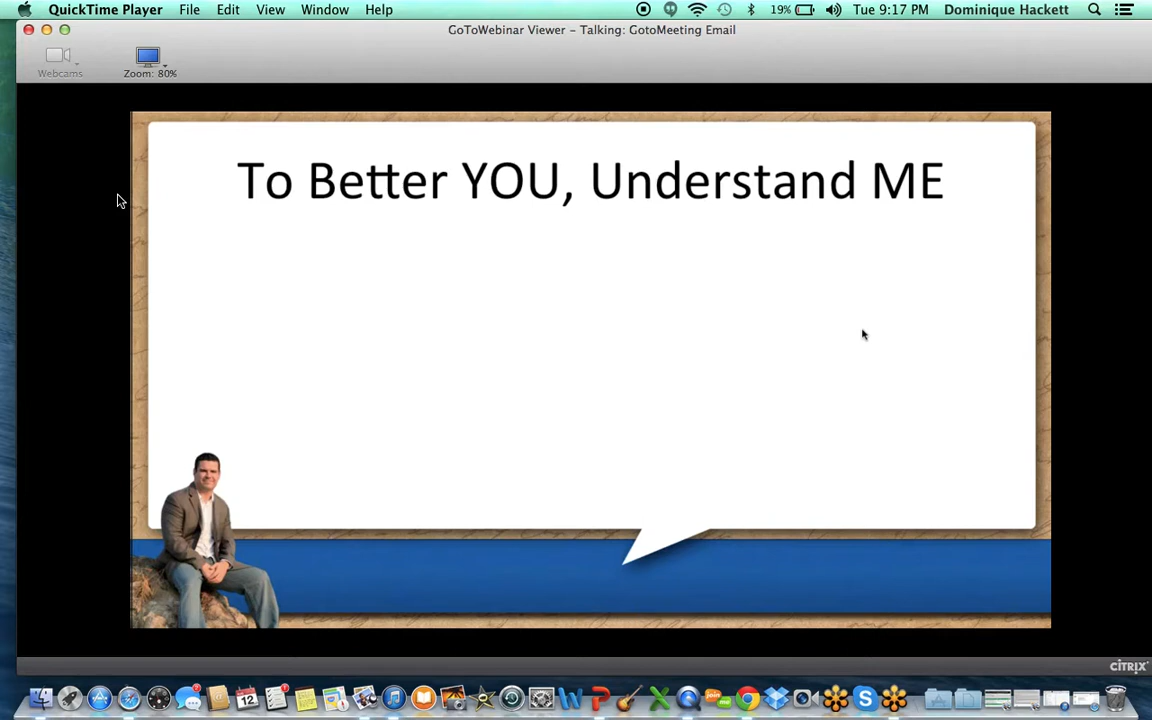 QuickTime Player File Edit View Window Help 19% Tue 9:17 PM Dominique Hackett
GoToWebinar Viewer – Talking: GotoMeeting Email
Webcams Zoom: 80%
To Better YOU, Understand ME
CITRIX
12